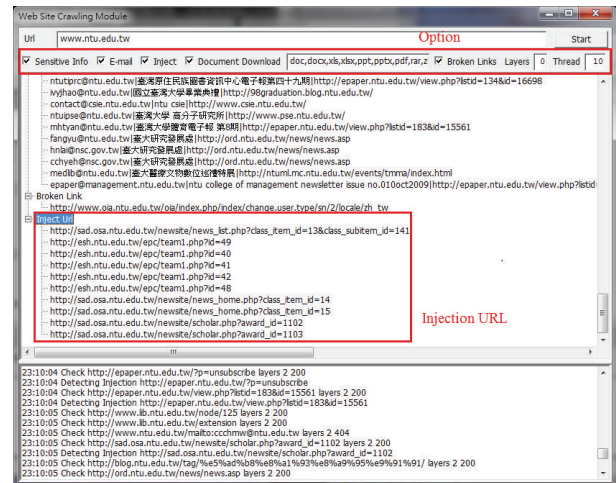 Web Site Crawling Module
Url www.ntu.edu.tw Option Start
Sensitive Info E-mail Inject Document Download doc,docx,xls,xlsx,ppt,pptx,pdf,rar,z Broken Links Layers 0 Thread 10
ntutiprc@ntu.edu.tw|臺灣原住民族圖書資訊中心電子報第四十九期|http://epaper.ntu.edu.tw/view.php?listid=134&id=16698
ivyjhao@ntu.edu.tw|國立臺灣大學畢業典禮|http://98graduation.blog.ntu.edu.tw/
contact@csie.ntu.edu.tw|ntu csie|http://www.csie.ntu.edu.tw/
ntuipse@ntu.edu.tw|臺灣大學 高分子研究所|http://www.pse.ntu.edu.tw/
mhtyan@ntu.edu.tw|臺灣大學體育電子報 第8期|http://epaper.ntu.edu.tw/view.php?listid=183&id=15561
fangyu@ntu.edu.tw|臺大研究發展處|http://ord.ntu.edu.tw/news/news.asp
hnlai@nsc.gov.tw|臺大研究發展處|http://ord.ntu.edu.tw/news/news.asp
cchyeh@nsc.gov.tw|臺大研究發展處|http://ord.ntu.edu.tw/news/news.asp
medlib@ntu.edu.tw|臺大醫療文物數位巡禮特展|http://ntuml.mc.ntu.edu.tw/events/tmma/index.html
epaper@management.ntu.edu.tw|ntu college of management newsletter issue no.010oct2009|http://epaper.ntu.edu.tw/view.php?listid
Broken Link
http://www.oia.ntu.edu.tw/oia/index.php/index/change.user.type/sn/2/locale/zh_tw
Inject Url
http://sad.osa.ntu.edu.tw/newsite/news_list.php?class_item_id=13&class_subitem_id=141
http://esh.ntu.edu.tw/epc/team1.php?id=49
http://esh.ntu.edu.tw/epc/team1.php?id=40
http://esh.ntu.edu.tw/epc/team1.php?id=41
http://esh.ntu.edu.tw/epc/team1.php?id=42
http://esh.ntu.edu.tw/epc/team1.php?id=48
http://sad.osa.ntu.edu.tw/newsite/news_home.php?class_item_id=14
http://sad.osa.ntu.edu.tw/newsite/news_home.php?class_item_id=15
http://sad.osa.ntu.edu.tw/newsite/scholar.php?award_id=1102
http://sad.osa.ntu.edu.tw/newsite/scholar.php?award_id=1103
Injection URL
23:10:04 Check http://epaper.ntu.edu.tw/?p=unsubscribe layers 2 200
23:10:04 Detecting Injection http://epaper.ntu.edu.tw/?p=unsubscribe
23:10:04 Check http://epaper.ntu.edu.tw/view.php?listid=183&id=15561 layers 2 200
23:10:04 Detecting Injection http://epaper.ntu.edu.tw/view.php?listid=183&id=15561
23:10:05 Check http://www.lib.ntu.edu.tw/node/125 layers 2 200
23:10:05 Check http://www.lib.ntu.edu.tw/extension layers 2 200
23:10:05 Check http://www.ntu.edu.tw/mailto:ccchmw@ntu.edu.tw layers 2 404
23:10:05 Check http://sad.osa.ntu.edu.tw/newsite/scholar.php?award_id=1102 layers 2 200
23:10:05 Detecting Injection http://sad.osa.ntu.edu.tw/newsite/scholar.php?award_id=1102
23:10:05 Check http://blog.ntu.edu.tw/tag/%e5%ad%b8%e8%a1%93%e8%a9%95%e9%91%91/ layers 2 200
23:10:05 Check http://ord.ntu.edu.tw/news/news.asp layers 2 200